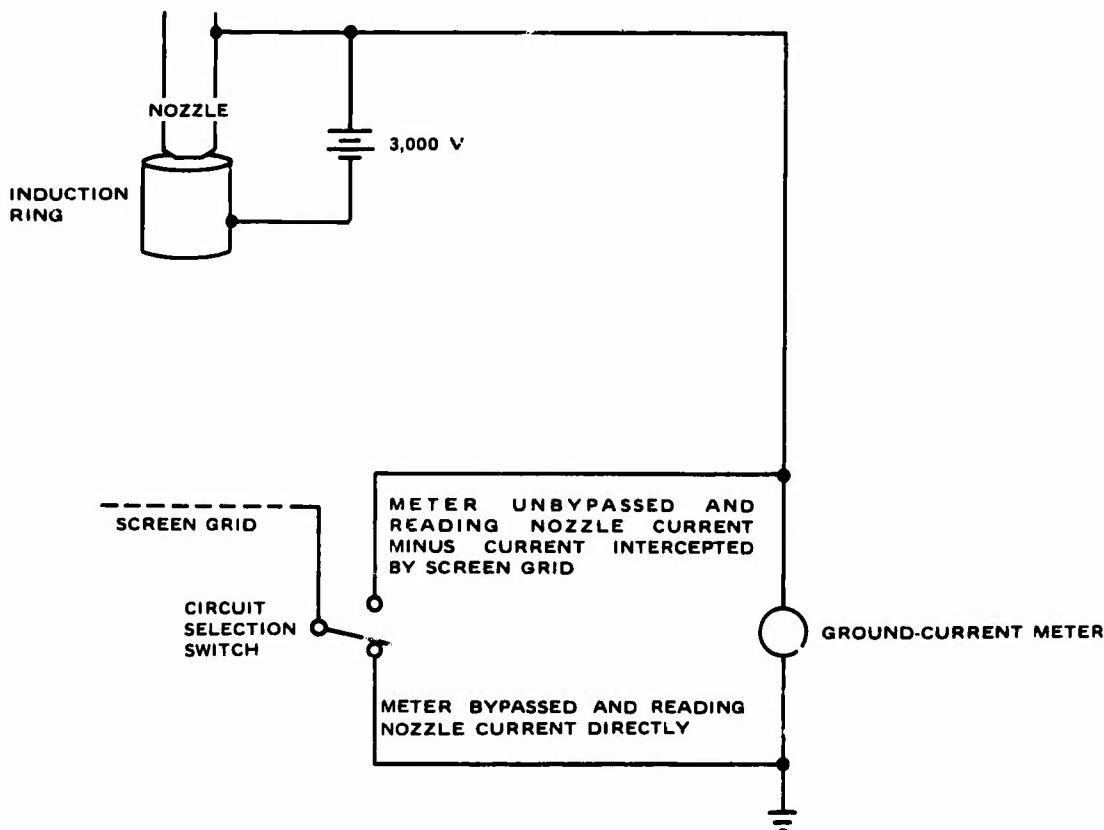 NOZZLE
3,000 V
INDUCTION
RING
SCREEN GRID
METER UNBYPASSED AND
READING NOZZLE CURRENT
MINUS CURRENT INTERCEPTED
BY SCREEN GRID
CIRCUIT
SELECTION
SWITCH
GROUND-CURRENT METER
METER BYPASSED AND READING
NOZZLE CURRENT DIRECTLY